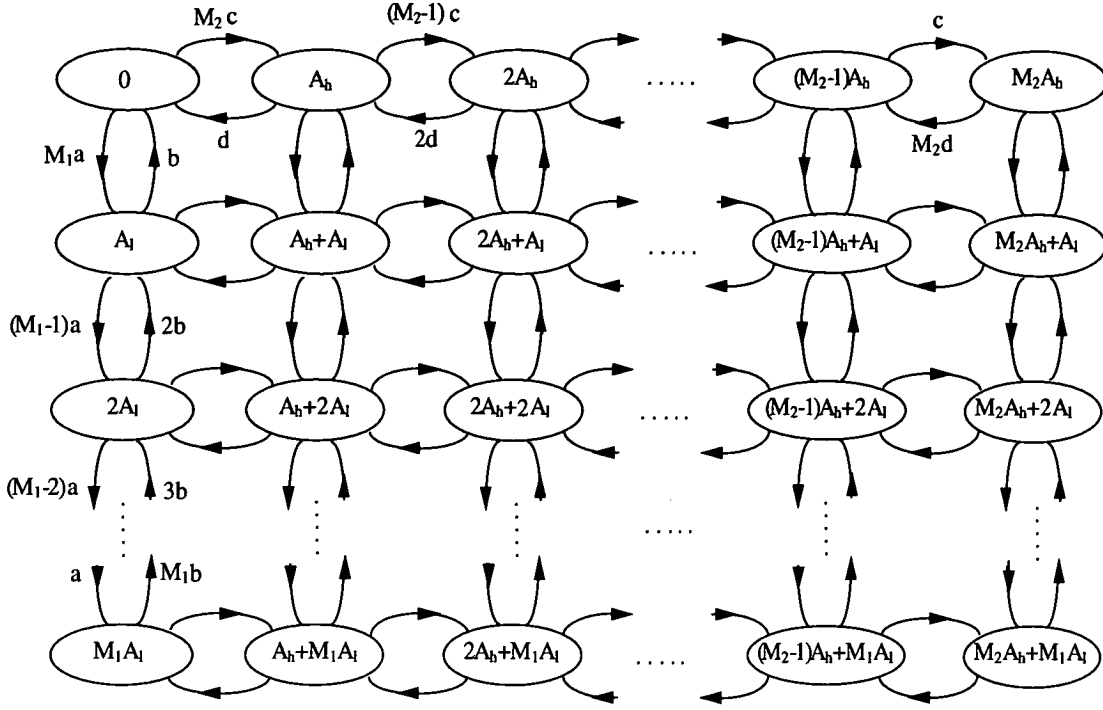 M₂ c (M₂-1) c c
0 Aₕ 2Aₕ ..... (M₂-1)Aₕ M₂Aₕ
d 2d M₂d
M₁a b
Aₗ Aₕ+Aₗ 2Aₕ+Aₗ ..... (M₂-1)Aₕ+Aₗ M₂Aₕ+Aₗ
(M₁-1)a 2b
2Aₗ Aₕ+2Aₗ 2Aₕ+2Aₗ ..... (M₂-1)Aₕ+2Aₗ M₂Aₕ+2Aₗ
(M₁-2)a 3b
.....
a M₁b
M₁Aₗ Aₕ+M₁Aₗ 2Aₕ+M₁Aₗ ..... (M₂-1)Aₕ+M₁Aₗ M₂Aₕ+M₁Aₗ